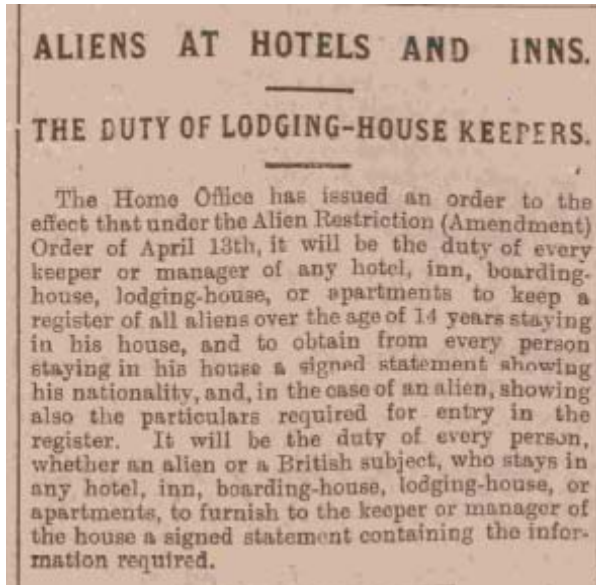 ALIENS AT HOTELS AND INNS.
THE DUTY OF LODGING-HOUSE KEEPERS.
The Home Office has issued an order to the
effect that under the Alien Restriction (Amendment)
Order of April 13th, it will be the duty of every
keeper or manager of any hotel, inn, boarding-
house, lodging-house, or apartments to keep a
register of all aliens over the age of 14 years staying
in his house, and to obtain from every person
staying in his house a signed statement showing
his nationality, and, in the case of an alien, showing
also the particulars required for entry in the
register. It will be the duty of every person,
whether an alien or a British subject, who stays in
any hotel, inn, boarding-house, lodging-house, or
apartments, to furnish to the keeper or manager of
the house a signed statement containing the infor-
mation required.